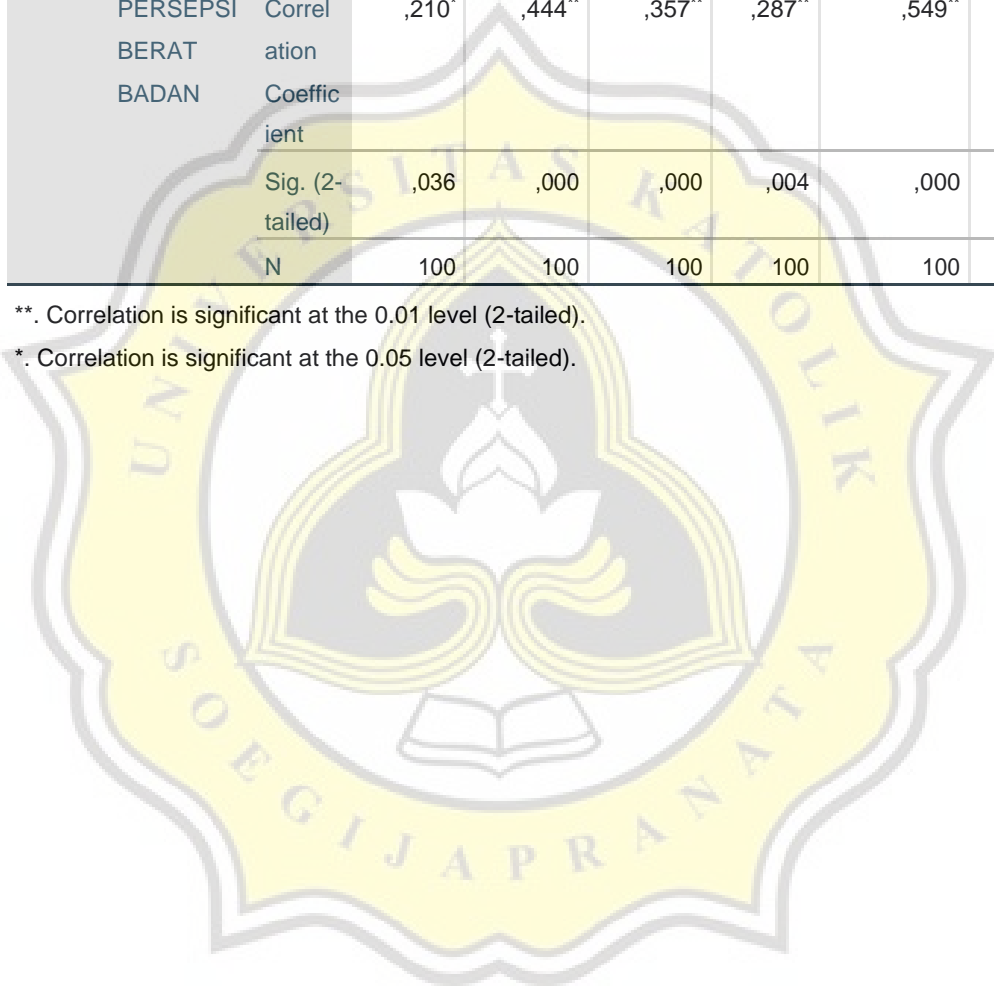 PERSEPSI Correl ,210* ,444** ,357** ,287** ,549**
BERAT ation
BADAN Coeffic
ient
Sig. (2- ,036 ,000 ,000 ,004 ,000
tailed)
N 100 100 100 100 100
**. Correlation is significant at the 0.01 level (2-tailed).
*. Correlation is significant at the 0.05 level (2-tailed).
UNIVERSITAS KATOLIK
SOEGIJAPRANATA